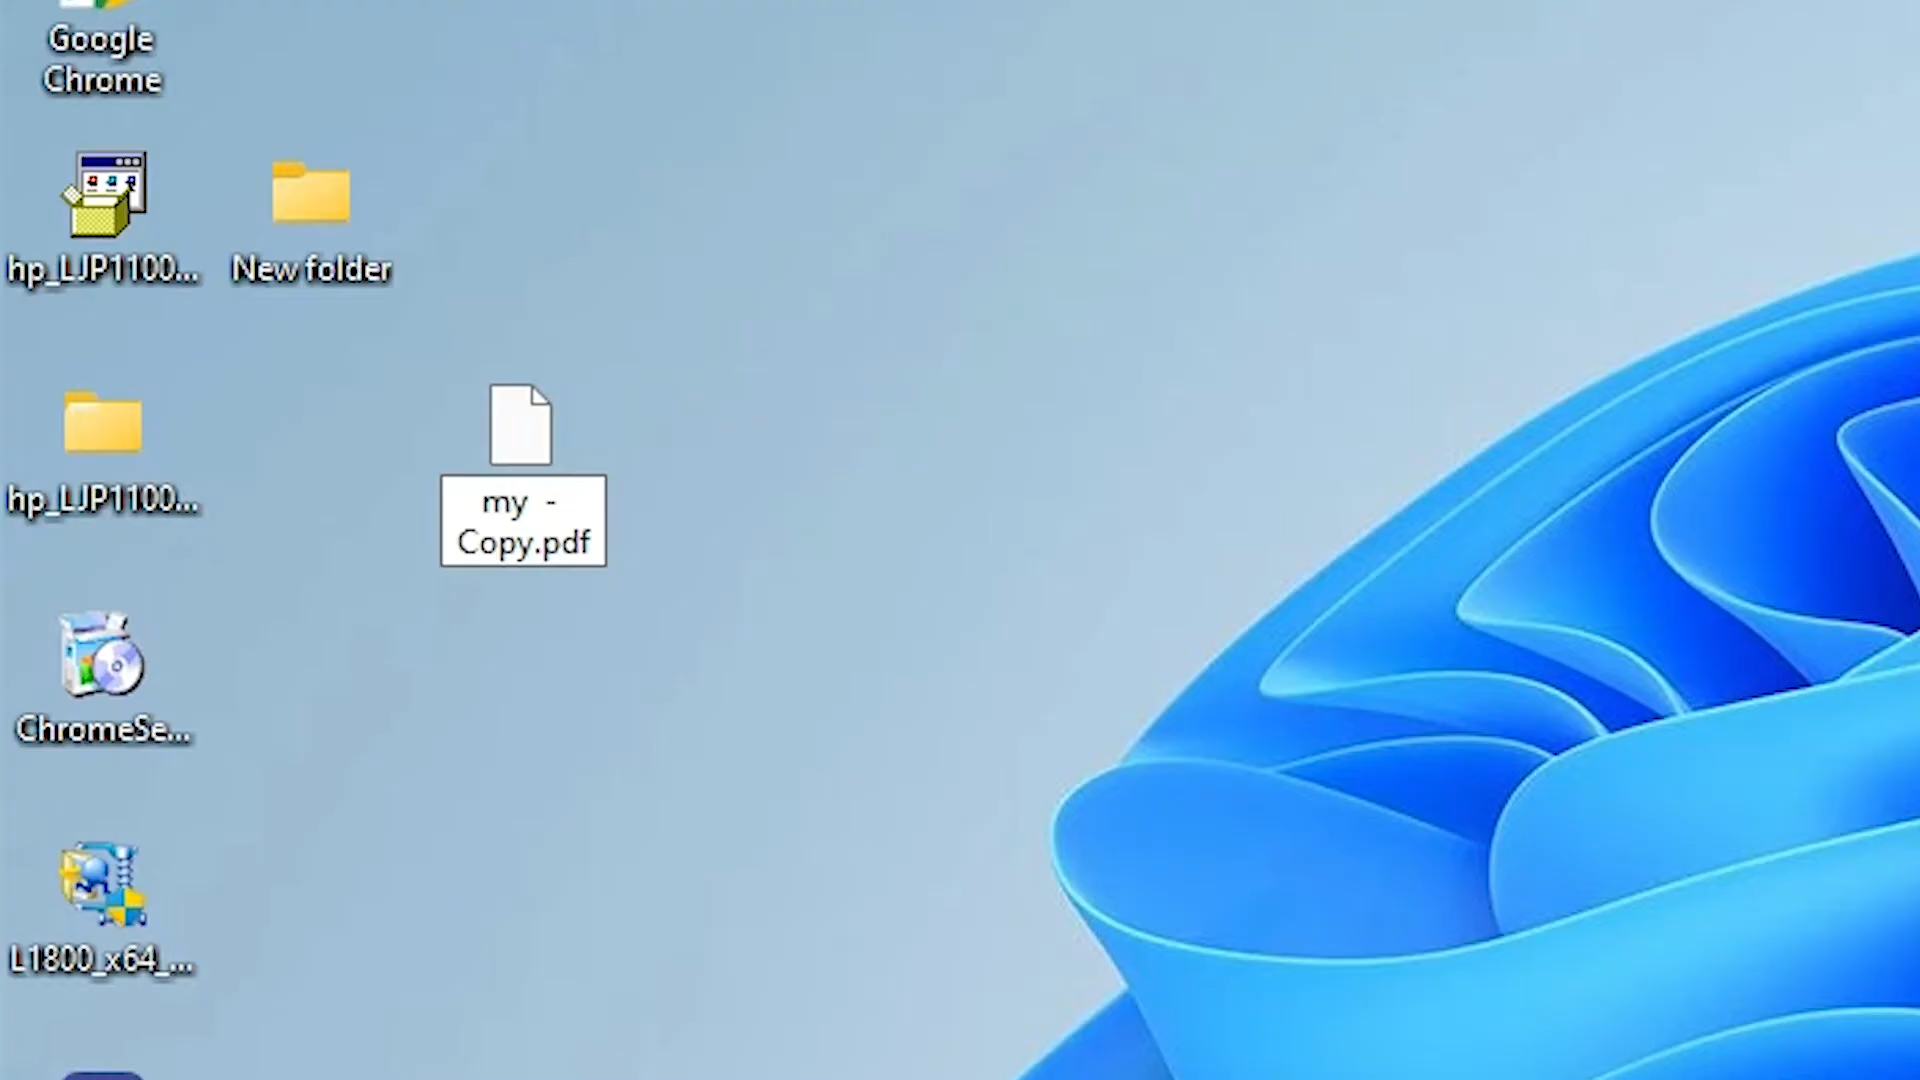 Google
Chrome
hp_LJP1100...
New folder
hp_LJP1100...
my  -
Copy.pdf
ChromeSe...
L1800_x64_...